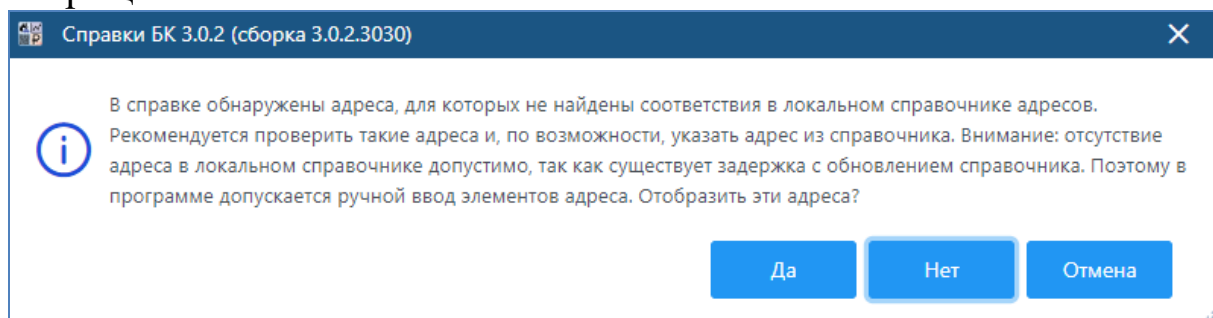 Справки БК 3.0.2 (сборка 3.0.2.3030)
В справке обнаружены адреса, для которых не найдены соответствия в локальном справочнике адресов.
Рекомендуется проверить такие адреса и, по возможности, указать адрес из справочника. Внимание: отсутствие
адреса в локальном справочнике допустимо, так как существует задержка с обновлением справочника. Поэтому в
программе допускается ручной ввод элементов адреса. Отобразить эти адреса?
Да
Нет
Отмена